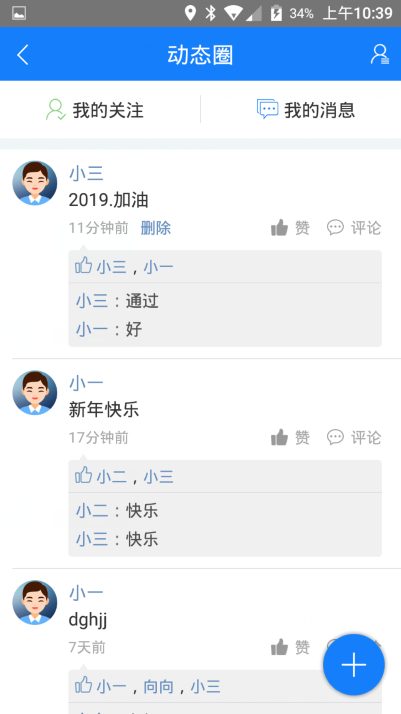 34% 上午10:39
动态圈
我的关注 我的消息
小三
2019.加油
11分钟前 删除 赞 评论
小三，小一
小三：通过
小一：好
小一
新年快乐
17分钟前 赞 评论
小二，小三
小二：快乐
小三：快乐
小一
dghjj
7天前 赞
小一，向向，小三